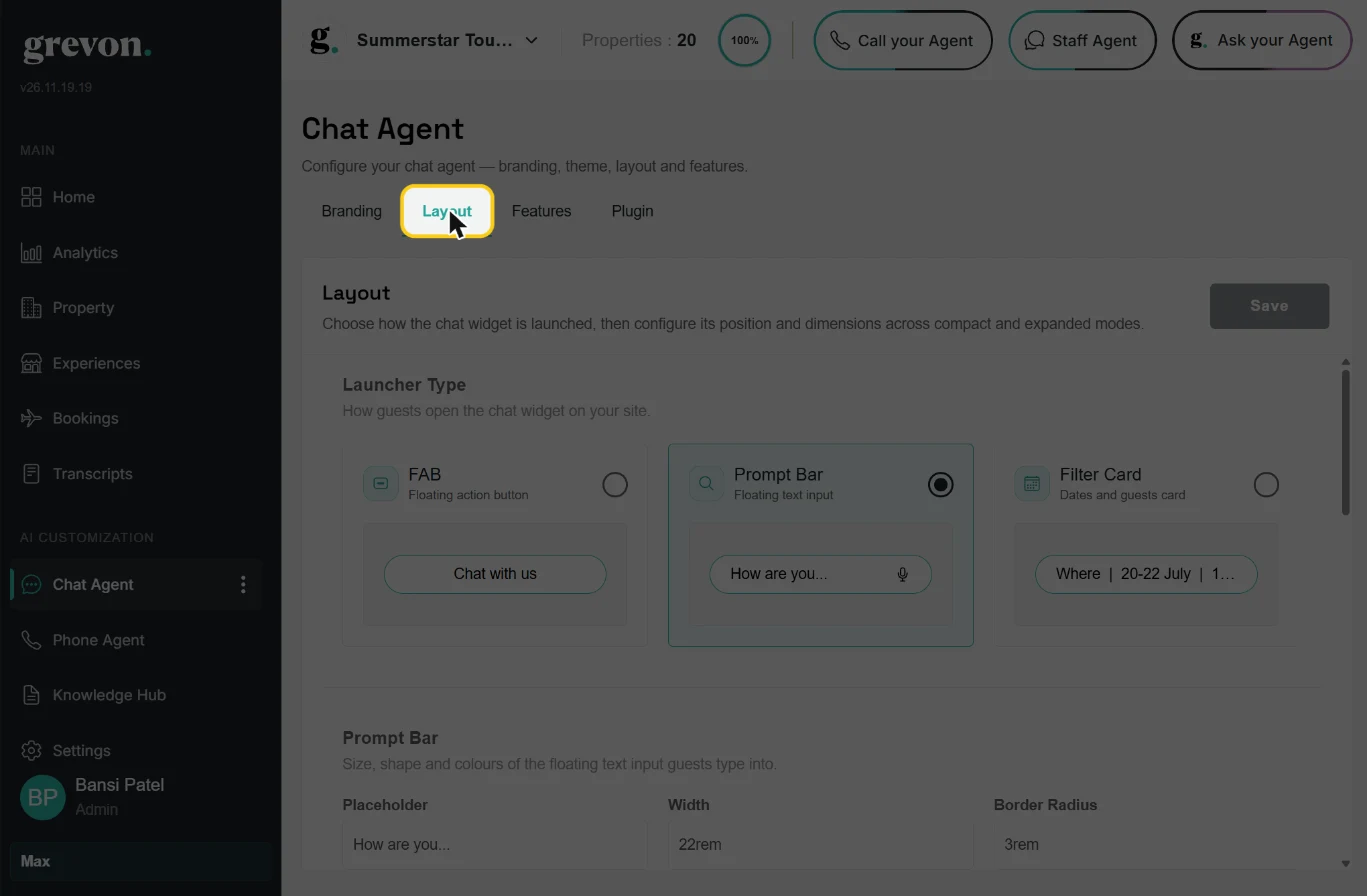 grevon.
v26.11.19.19
MAIN
Home
Analytics
Property
Experiences
Bookings
Transcripts
AI CUSTOMIZATION
Chat Agent
Phone Agent
Knowledge Hub
Settings
BP
Bansi Patel
Admin
Max
g. Summerstar Tou... Properties : 20 100% Call your Agent Staff Agent g. Ask your Agent
Chat Agent
Configure your chat agent — branding, theme, layout and features.
Branding Layout Features Plugin
Layout
Save
Choose how the chat widget is launched, then configure its position and dimensions across compact and expanded modes.
Launcher Type
How guests open the chat widget on your site.
FAB
Floating action button
Chat with us
Prompt Bar
Floating text input
How are you...
Filter Card
Dates and guests card
Where | 20-22 July | 1...
Prompt Bar
Size, shape and colours of the floating text input guests type into.
Placeholder Width Border Radius
How are you... 22rem 3rem